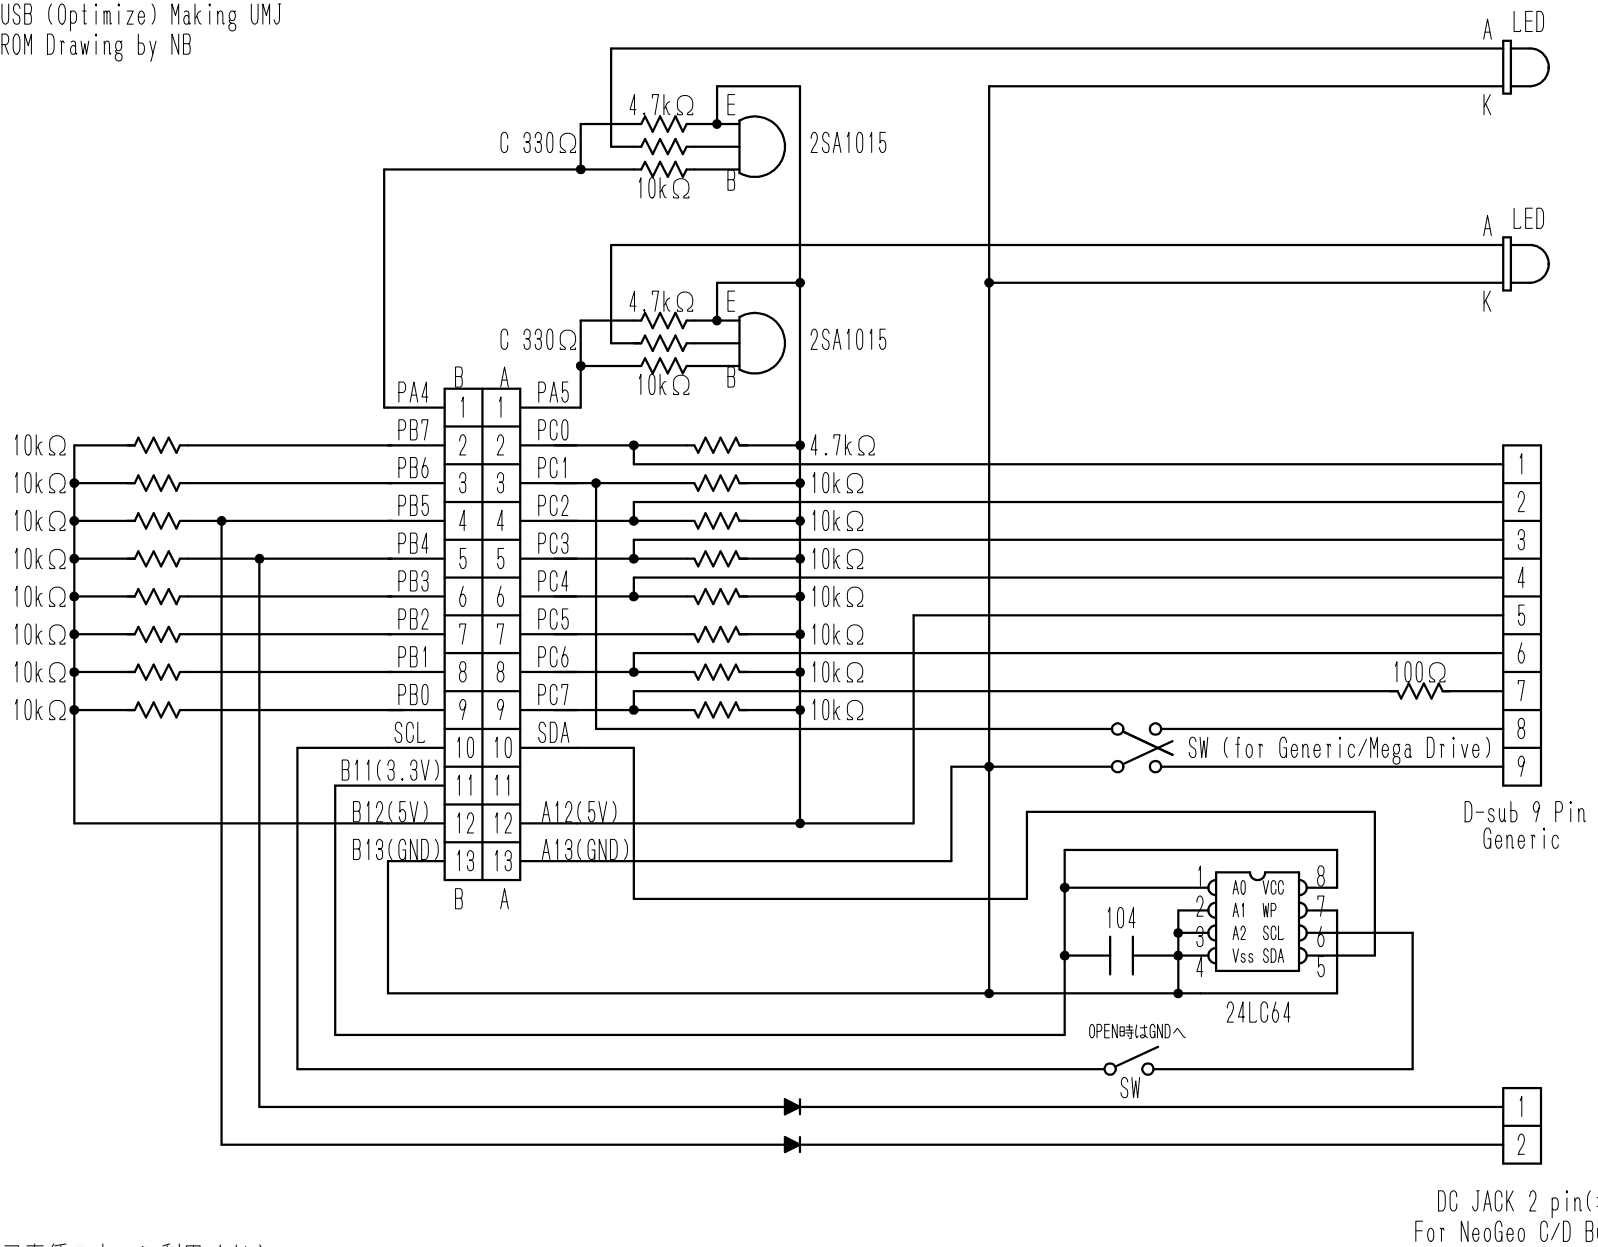 USB (Optimize) Making UMJ
ROM Drawing by NB
A LED
K
4.7kΩ E
C 330Ω 2SA1015
10kΩ B
A LED
K
4.7kΩ E
C 330Ω 2SA1015
10kΩ B
B A
PA4 1 1 PA5
10kΩ PB7 2 2 PC0 4.7kΩ
10kΩ PB6 3 3 PC1 10kΩ
10kΩ PB5 4 4 PC2 10kΩ
10kΩ PB4 5 5 PC3 10kΩ
10kΩ PB3 6 6 PC4 10kΩ
10kΩ PB2 7 7 PC5 10kΩ
10kΩ PB1 8 8 PC6 10kΩ
10kΩ PB0 9 9 PC7 10kΩ
SCL 10 10 SDA
B11(3.3V) 11 11
B12(5V) 12 12 A12(5V)
B13(GND) 13 13 A13(GND)
B A
1
2
3
4
5
6
100Ω 7
8
SW (for Generic/Mega Drive)
9
D-sub 9 Pin
Generic
104
1 A0 VCC 8
2 A1 WP 7
3 A2 SCL 6
4 Vss SDA 5
24LC64
OPEN時はGNDへ
SW
1
2
DC JACK 2 pin(
For NeoGeo C/D B